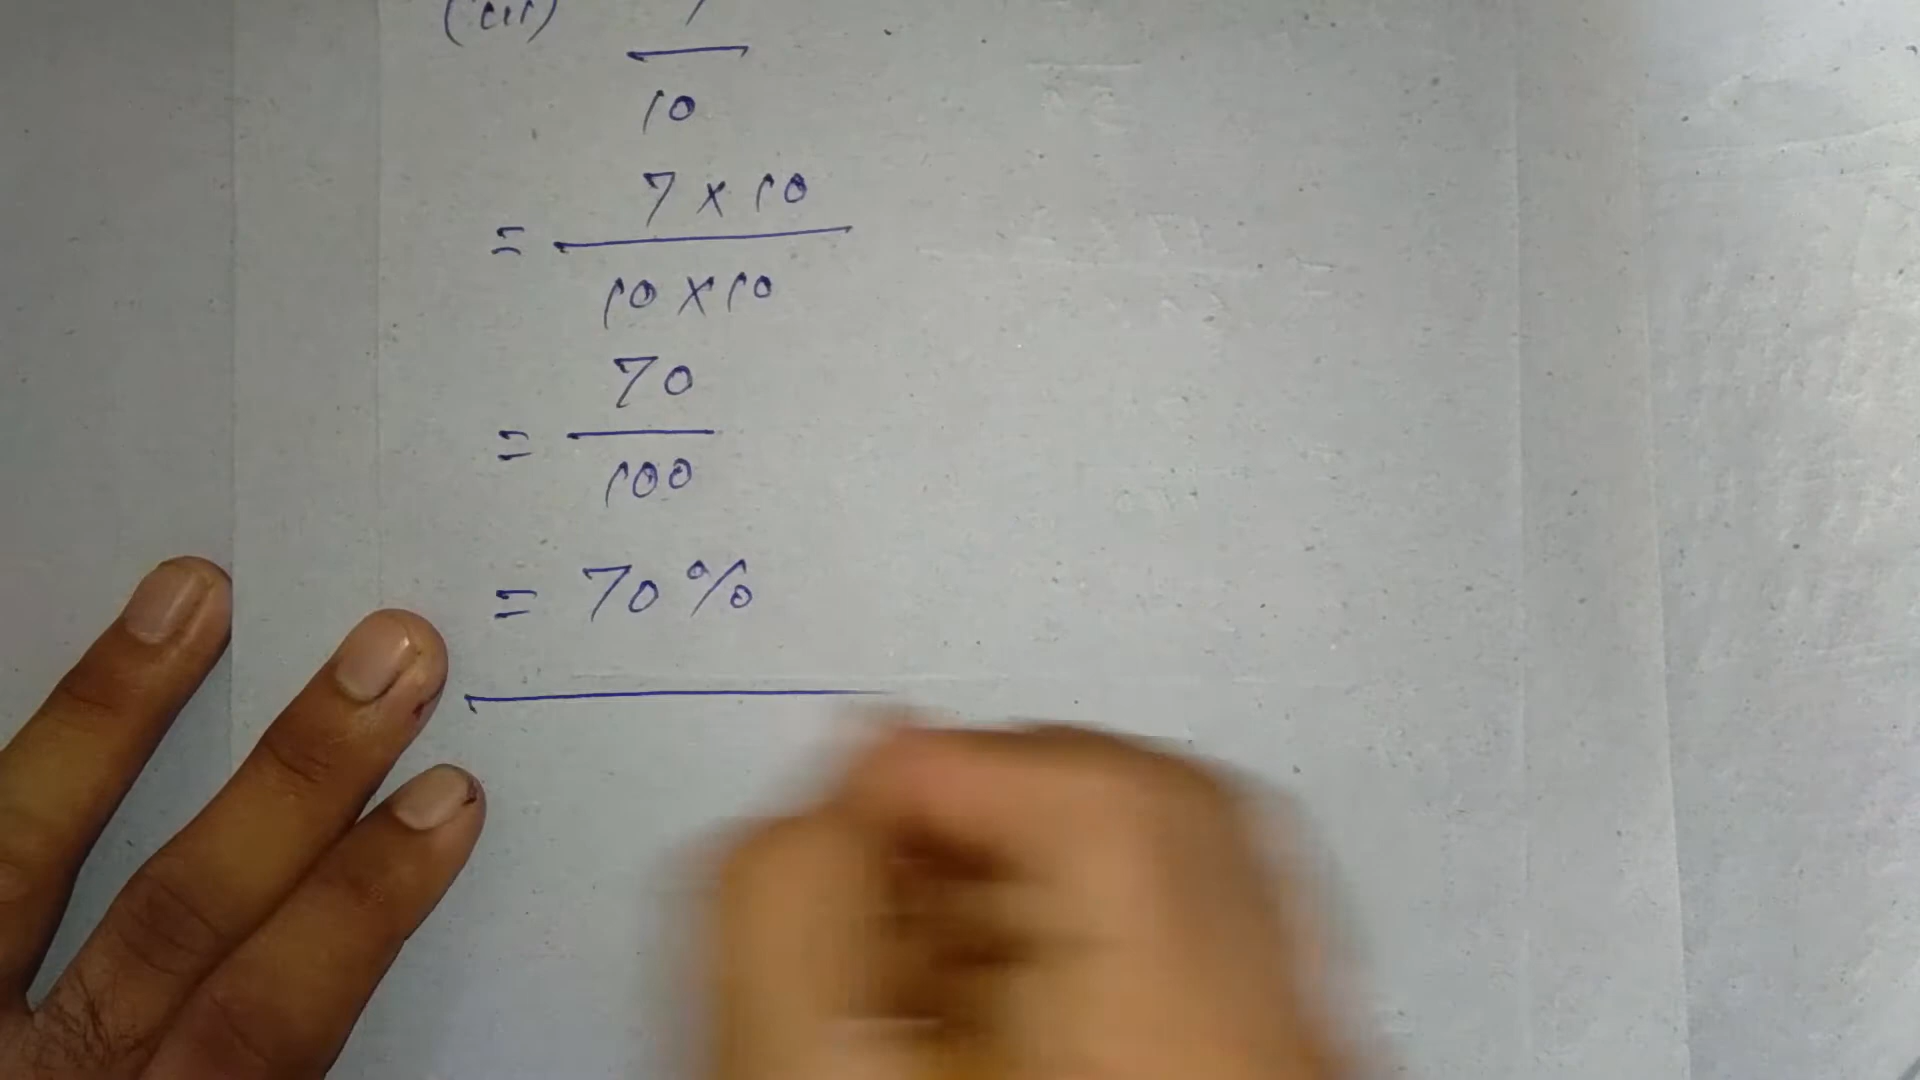 (iii)
10
7 × 10
=
10 × 10
70
=
100
= 70%